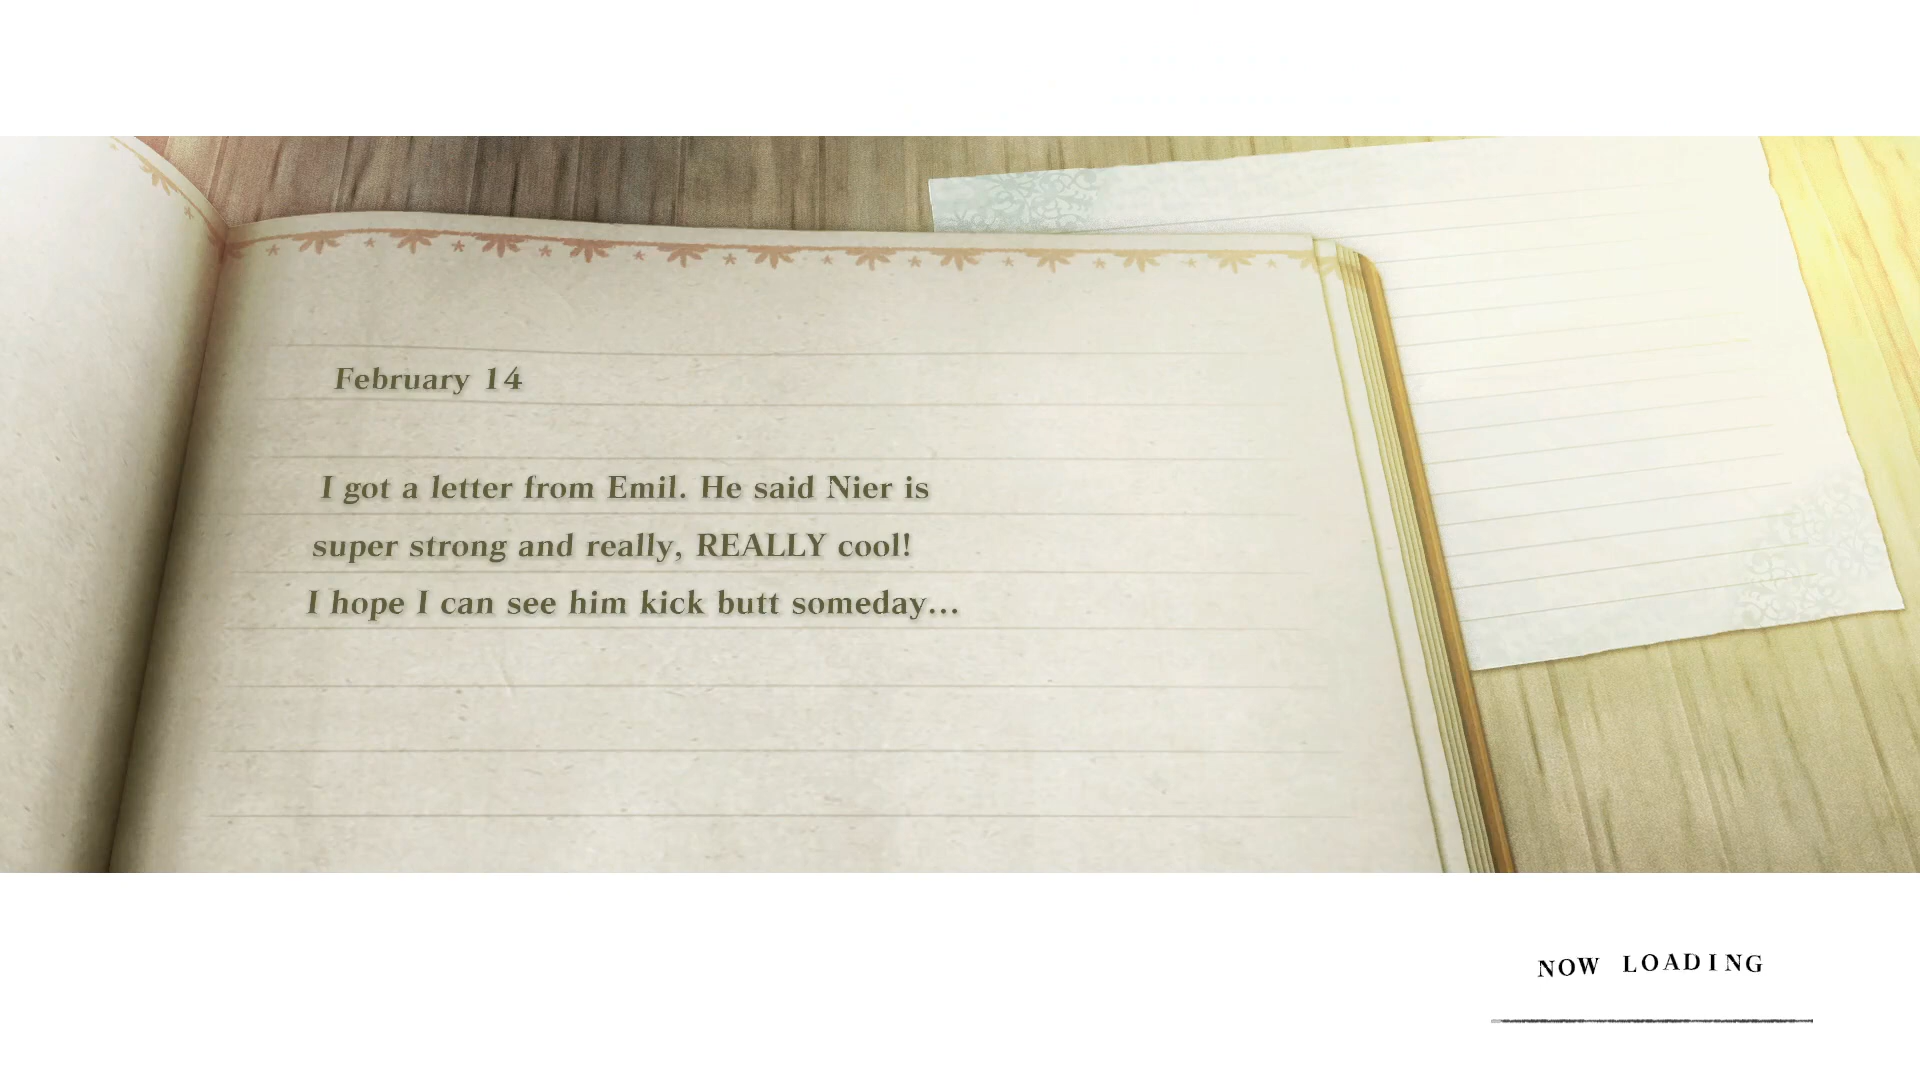 February 14
I got a letter from Emil. He said Nier is
super strong and really, REALLY cool!
I hope I can see him kick butt someday...
NOW LOADING